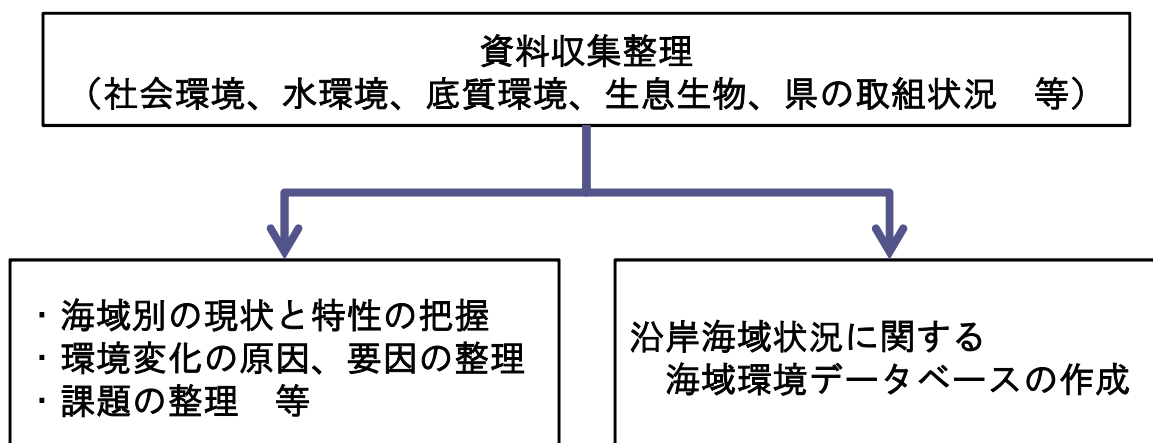 資料収集整理
（社会環境、水環境、底質環境、生息生物、県の取組状況　等）
・海域別の現状と特性の把握
・環境変化の原因、要因の整理
・課題の整理　等
沿岸海域状況に関する
　海域環境データベースの作成